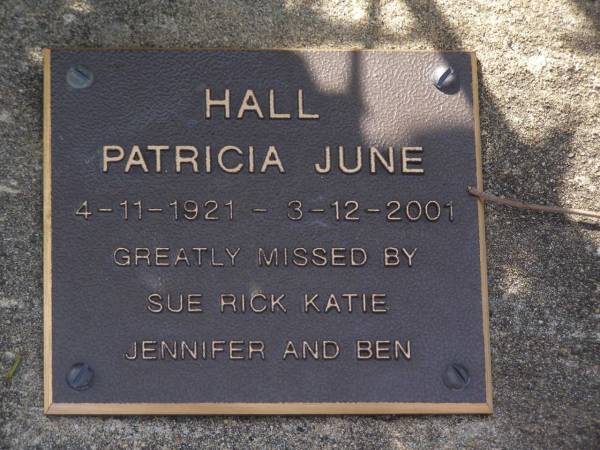 HALL
PATRICIA JUNE
4-11-1921 - 3-12-2001
GREATLY MISSED BY
SUE RICK KATIE
JENNIFER AND BEN